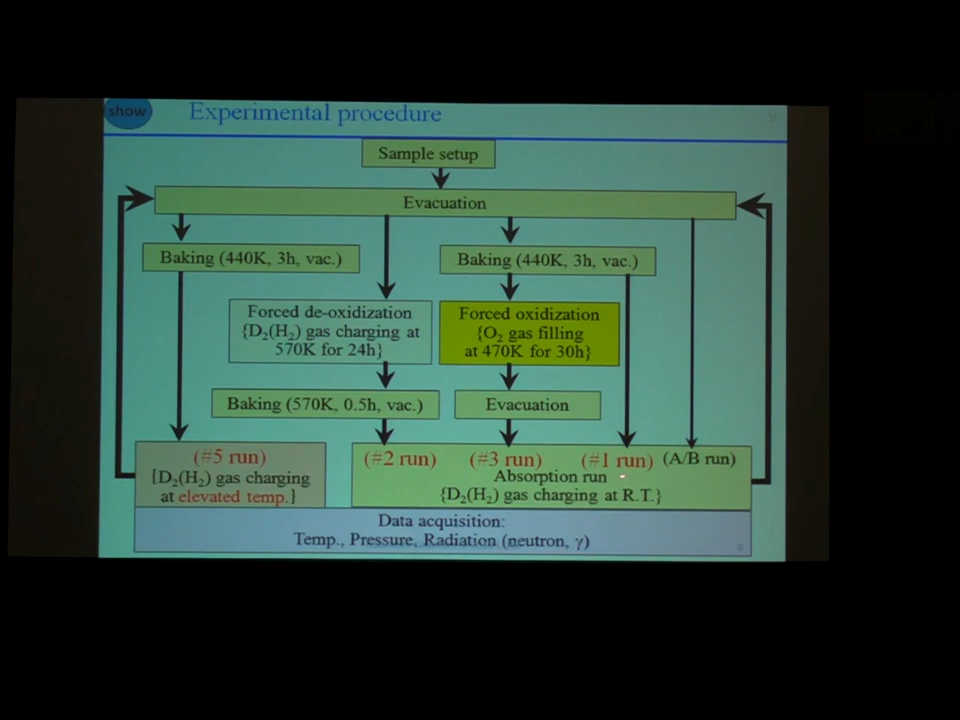 show
Experimental procedure
9
Sample setup
Evacuation
Baking (440K, 3h, vac.)
Baking (440K, 3h, vac.)
Forced de-oxidization
{D₂(H₂) gas charging at
570K for 24h}
Forced oxidization
{O₂ gas filling
at 470K for 30h}
Baking (570K, 0.5h, vac.)
Evacuation
(#5 run)
[D₂(H₂) gas charging
at elevated temp.]
(#2 run) (#3 run) (#1 run) (A/B run)
Absorption run
{D₂(H₂) gas charging at R.T.}
Data acquisition:
Temp., Pressure, Radiation (neutron, γ)
8